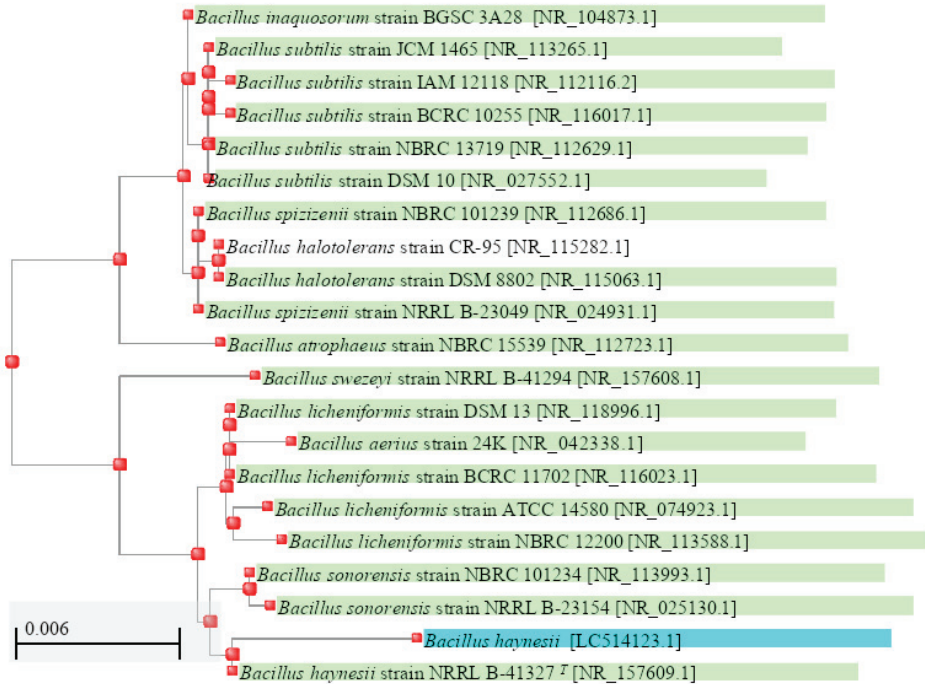 Bacillus inaquosorum strain BGSC 3A28 [NR_104873.1]
Bacillus subtilis strain JCM 1465 [NR_113265.1]
Bacillus subtilis strain IAM 12118 [NR_112116.2]
Bacillus subtilis strain BCRC 10255 [NR_116017.1]
Bacillus subtilis strain NBRC 13719 [NR_112629.1]
Bacillus subtilis strain DSM 10 [NR_027552.1]
Bacillus spizizenii strain NBRC 101239 [NR_112686.1]
Bacillus halotolerans strain CR-95 [NR_115282.1]
Bacillus halotolerans strain DSM 8802 [NR_115063.1]
Bacillus spizizenii strain NRRL B-23049 [NR_024931.1]
Bacillus atrophaeus strain NBRC 15539 [NR_112723.1]
Bacillus swezeyi strain NRRL B-41294 [NR_157608.1]
Bacillus licheniformis strain DSM 13 [NR_118996.1]
Bacillus aerius strain 24K [NR_042338.1]
Bacillus licheniformis strain BCRC 11702 [NR_116023.1]
Bacillus licheniformis strain ATCC 14580 [NR_074923.1]
Bacillus licheniformis strain NBRC 12200 [NR_113588.1]
Bacillus sonorensis strain NBRC 101234 [NR_113993.1]
Bacillus sonorensis strain NRRL B-23154 [NR_025130.1]
0.006
Bacillus haynesii [LC514123.1]
Bacillus haynesii strain NRRL B-41327 T [NR_157609.1]